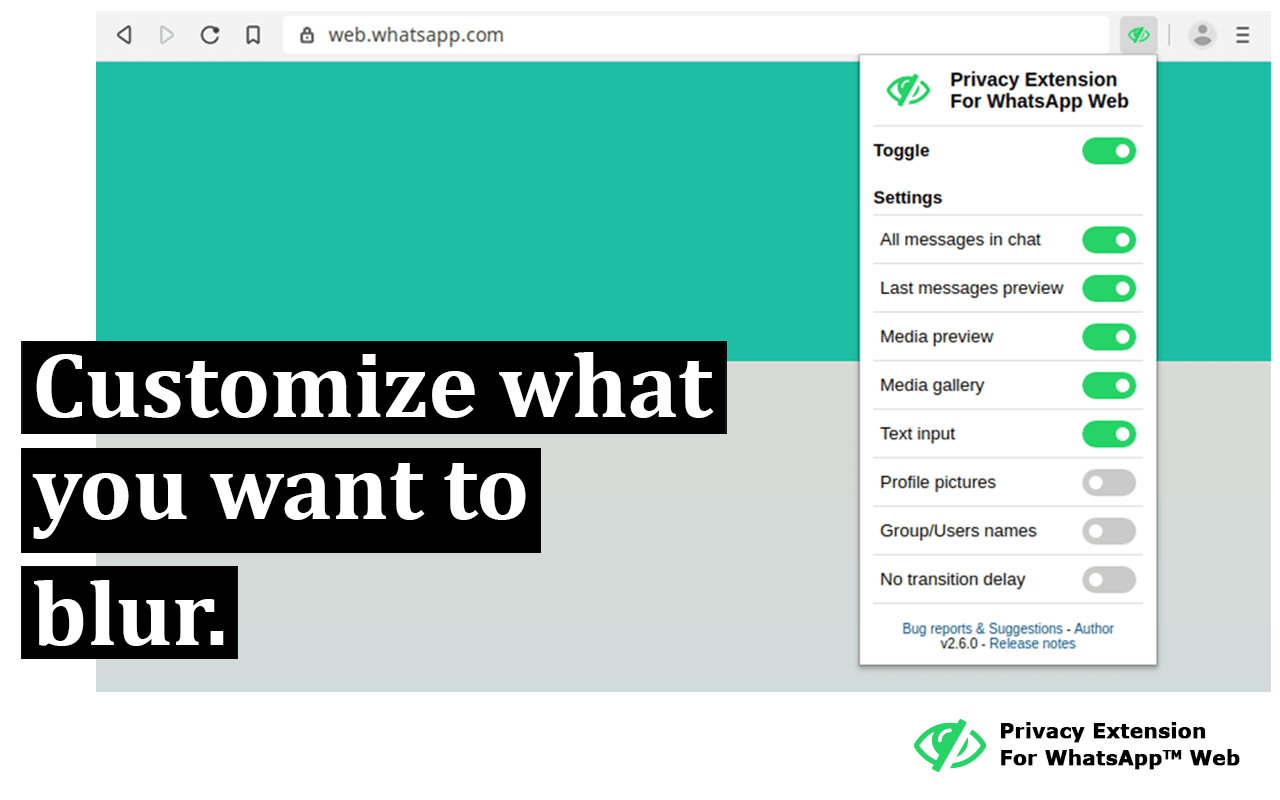 web.whatsapp.com
Privacy Extension
For WhatsApp Web
Toggle
Settings
All messages in chat
Last messages preview
Media preview
Media gallery
Text input
Profile pictures
Group/Users names
No transition delay
Bug reports & Suggestions - Author
v2.6.0 - Release notes
Customize what
you want to
blur.
Privacy Extension
For WhatsApp™ Web